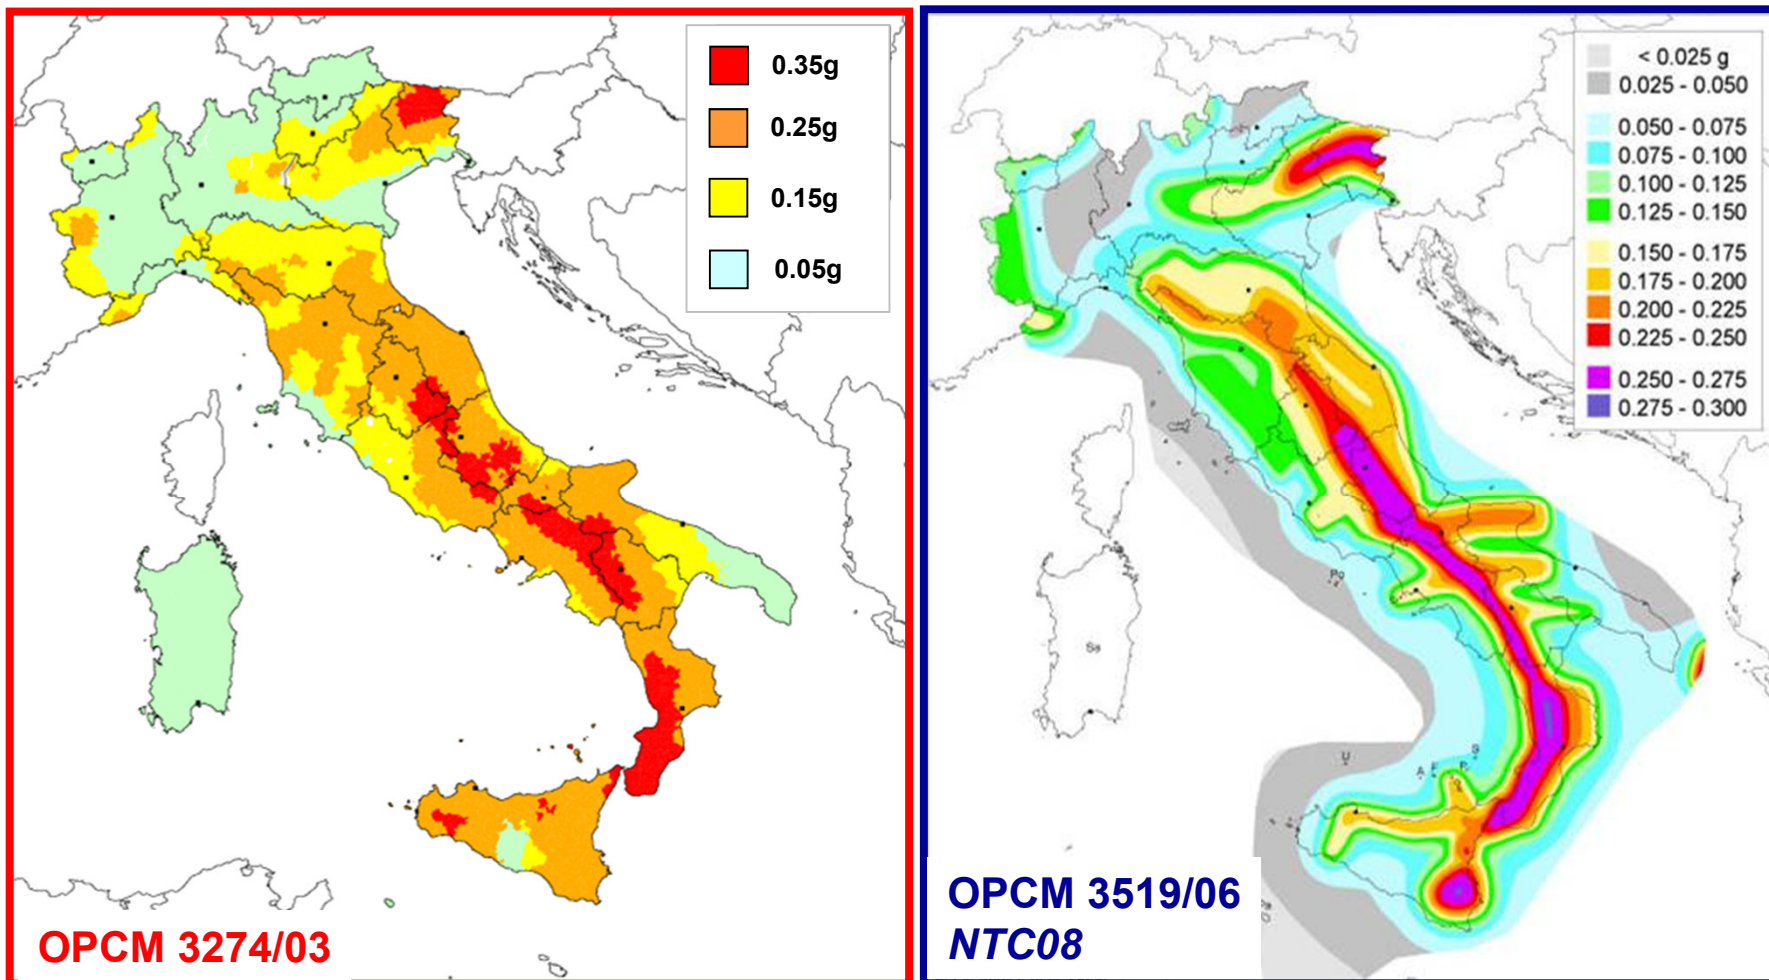 0.35g
0.25g
0.15g
0.05g
OPCM 3274/03
< 0.025 g
0.025 - 0.050
0.050 - 0.075
0.075 - 0.100
0.100 - 0.125
0.125 - 0.150
0.150 - 0.175
0.175 - 0.200
0.200 - 0.225
0.225 - 0.250
0.250 - 0.275
0.275 - 0.300
Sa
U
A
S
OPCM 3519/06
NTC08